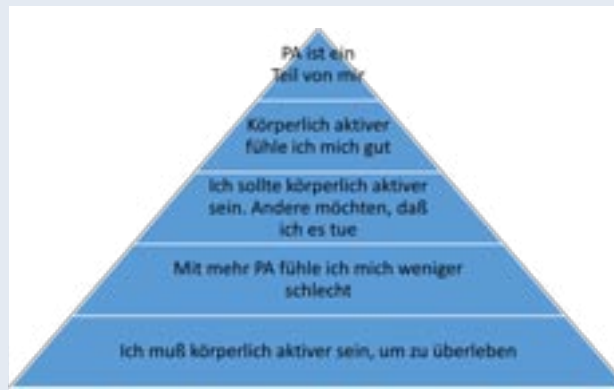 PA ist ein
Teil von mir
Körperlich aktiver
fühle ich mich gut
Ich sollte körperlich aktiver
sein. Andere möchten, daß
ich es tue
Mit mehr PA fühle ich mich weniger
schlecht
Ich muß körperlich aktiver sein, um zu überleben